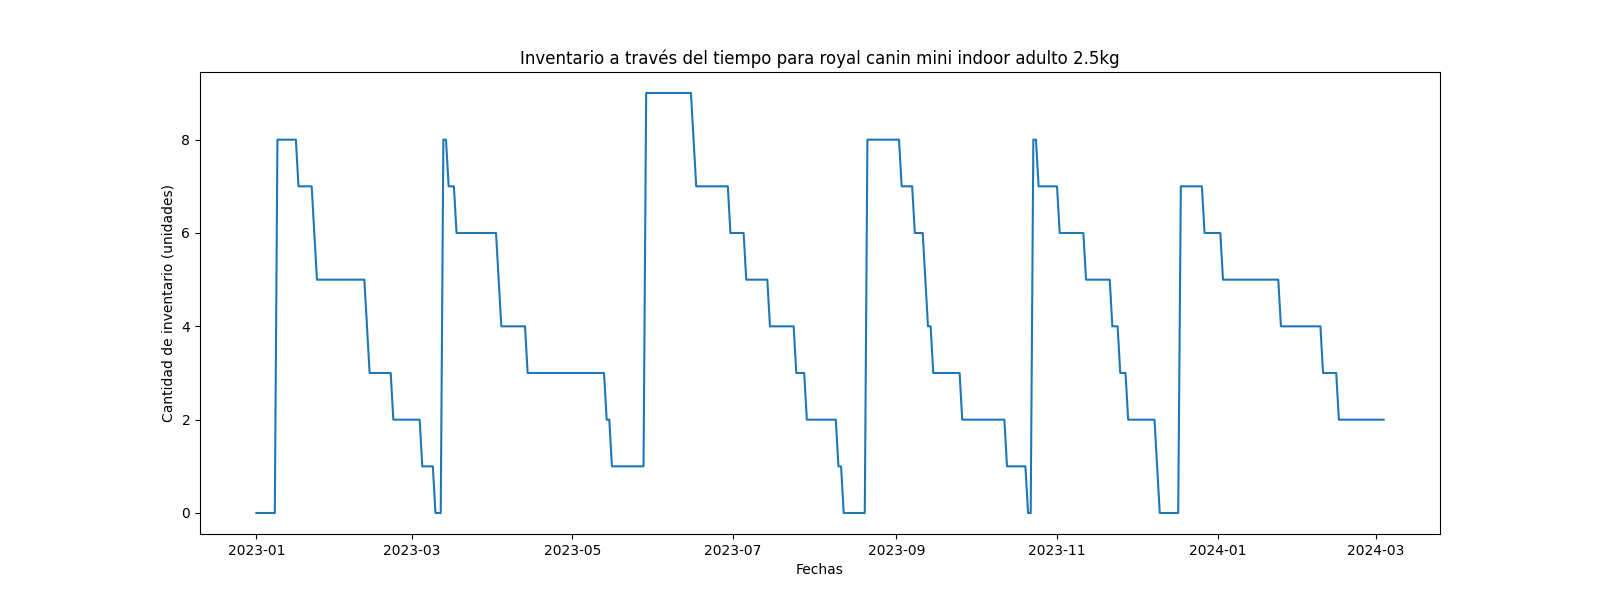 Inventario a través del tiempo para royal canin mini indoor adulto 2.5kg
Cantidad de inventario (unidades)
8
6
4
2
0
2023-01 2023-03 2023-05 2023-07 2023-09 2023-11 2024-01 2024-03
Fechas